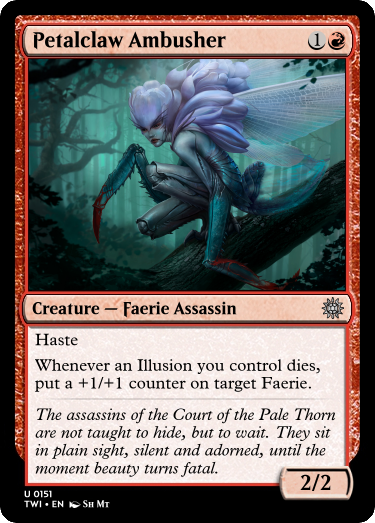 Petalclaw Ambusher 1
Creature — Faerie Assassin
Haste
Whenever an Illusion you control dies,
put a +1/+1 counter on target Faerie.
The assassins of the Court of the Pale Thorn
are not taught to hide, but to wait. They sit
in plain sight, silent and adorned, until the
moment beauty turns fatal.
2/2
U 0151
TWI • EN Sh Mt